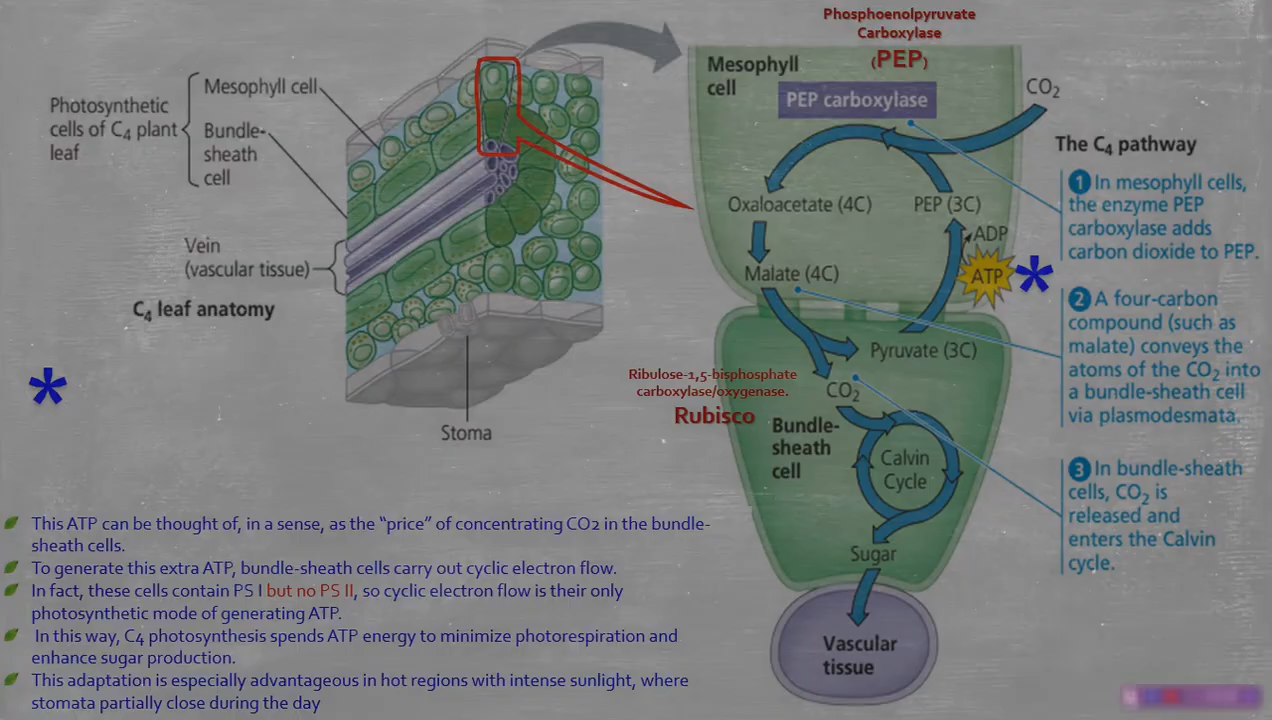 Phosphoenolpyruvate
Carboxylase
(PEP)
Photosynthetic
cells of C4 plant
leaf
Mesophyll cell
Bundle-
sheath
cell
Vein
(vascular tissue)
C4 leaf anatomy
Stoma
Mesophyll
cell
PEP carboxylase
CO2
Oxaloacetate (4C)
PEP (3C)
ADP
ATP
*
Malate (4C)
Pyruvate (3C)
Ribulose-1,5-bisphosphate
carboxylase/oxygenase.
Rubisco
CO2
Bundle-
sheath
cell
Calvin
Cycle
Sugar
Vascular
tissue
The C4 pathway
1 In mesophyll cells,
the enzyme PEP
carboxylase adds
carbon dioxide to PEP.
2 A four-carbon
compound (such as
malate) conveys the
atoms of the CO2 into
a bundle-sheath cell
via plasmodesmata.
3 In bundle-sheath
cells, CO2 is
released and
enters the Calvin
cycle.
*
This ATP can be thought of, in a sense, as the “price” of concentrating CO2 in the bundle-
sheath cells.
To generate this extra ATP, bundle-sheath cells carry out cyclic electron flow.
In fact, these cells contain PS I but no PS II, so cyclic electron flow is their only
photosynthetic mode of generating ATP.
In this way, C4 photosynthesis spends ATP energy to minimize photorespiration and
enhance sugar production.
This adaptation is especially advantageous in hot regions with intense sunlight, where
stomata partially close during the day